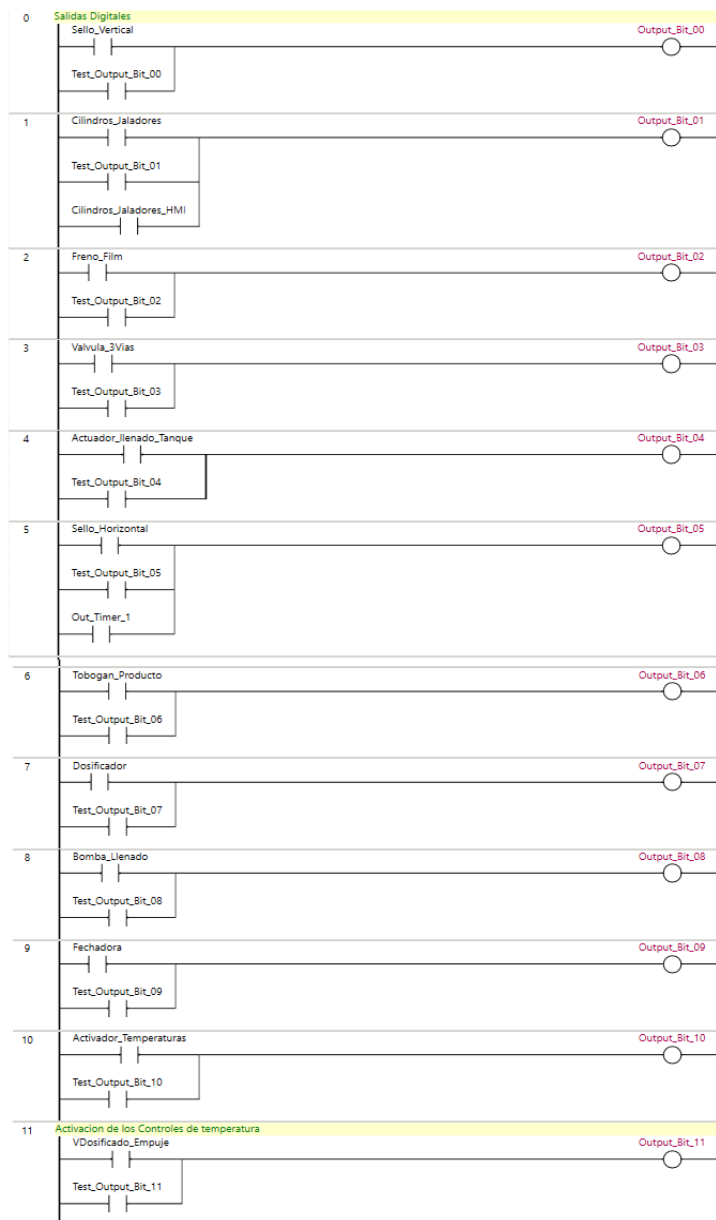 0 Salidas Digitales
Sello_Vertical Output_Bit_00
Test_Output_Bit_00
1 Cilindros_Jaladores Output_Bit_01
Test_Output_Bit_01
Cilindros_Jaladores_HMI
2 Freno_Film Output_Bit_02
Test_Output_Bit_02
3 Valvula_3Vias Output_Bit_03
Test_Output_Bit_03
4 Actuador_llenado_Tanque Output_Bit_04
Test_Output_Bit_04
5 Sello_Horizontal Output_Bit_05
Test_Output_Bit_05
Out_Timer_1
6 Tobogan_Producto Output_Bit_06
Test_Output_Bit_06
7 Dosificador Output_Bit_07
Test_Output_Bit_07
8 Bomba_Llenado Output_Bit_08
Test_Output_Bit_08
9 Fechadora Output_Bit_09
Test_Output_Bit_09
10 Activador_Temperaturas Output_Bit_10
Test_Output_Bit_10
11 Activacion de los Controles de temperatura
VDosificado_Empuje Output_Bit_11
Test_Output_Bit_11